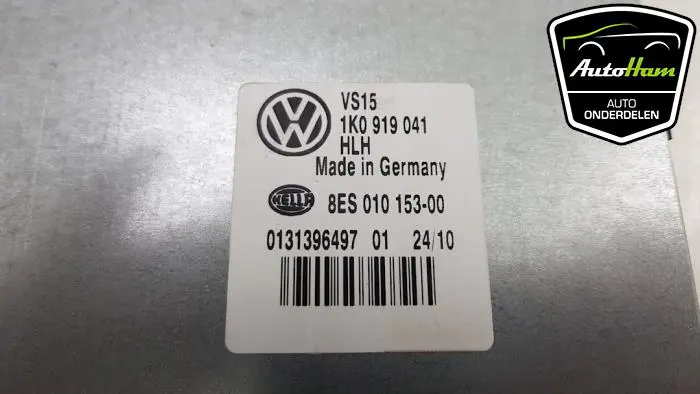 VS15
1K0 919 041
HLH
Made in Germany
HELLA 8ES 010 153-00
0131396497 01 24/10
AutoHam
AUTO
ONDERDELEN